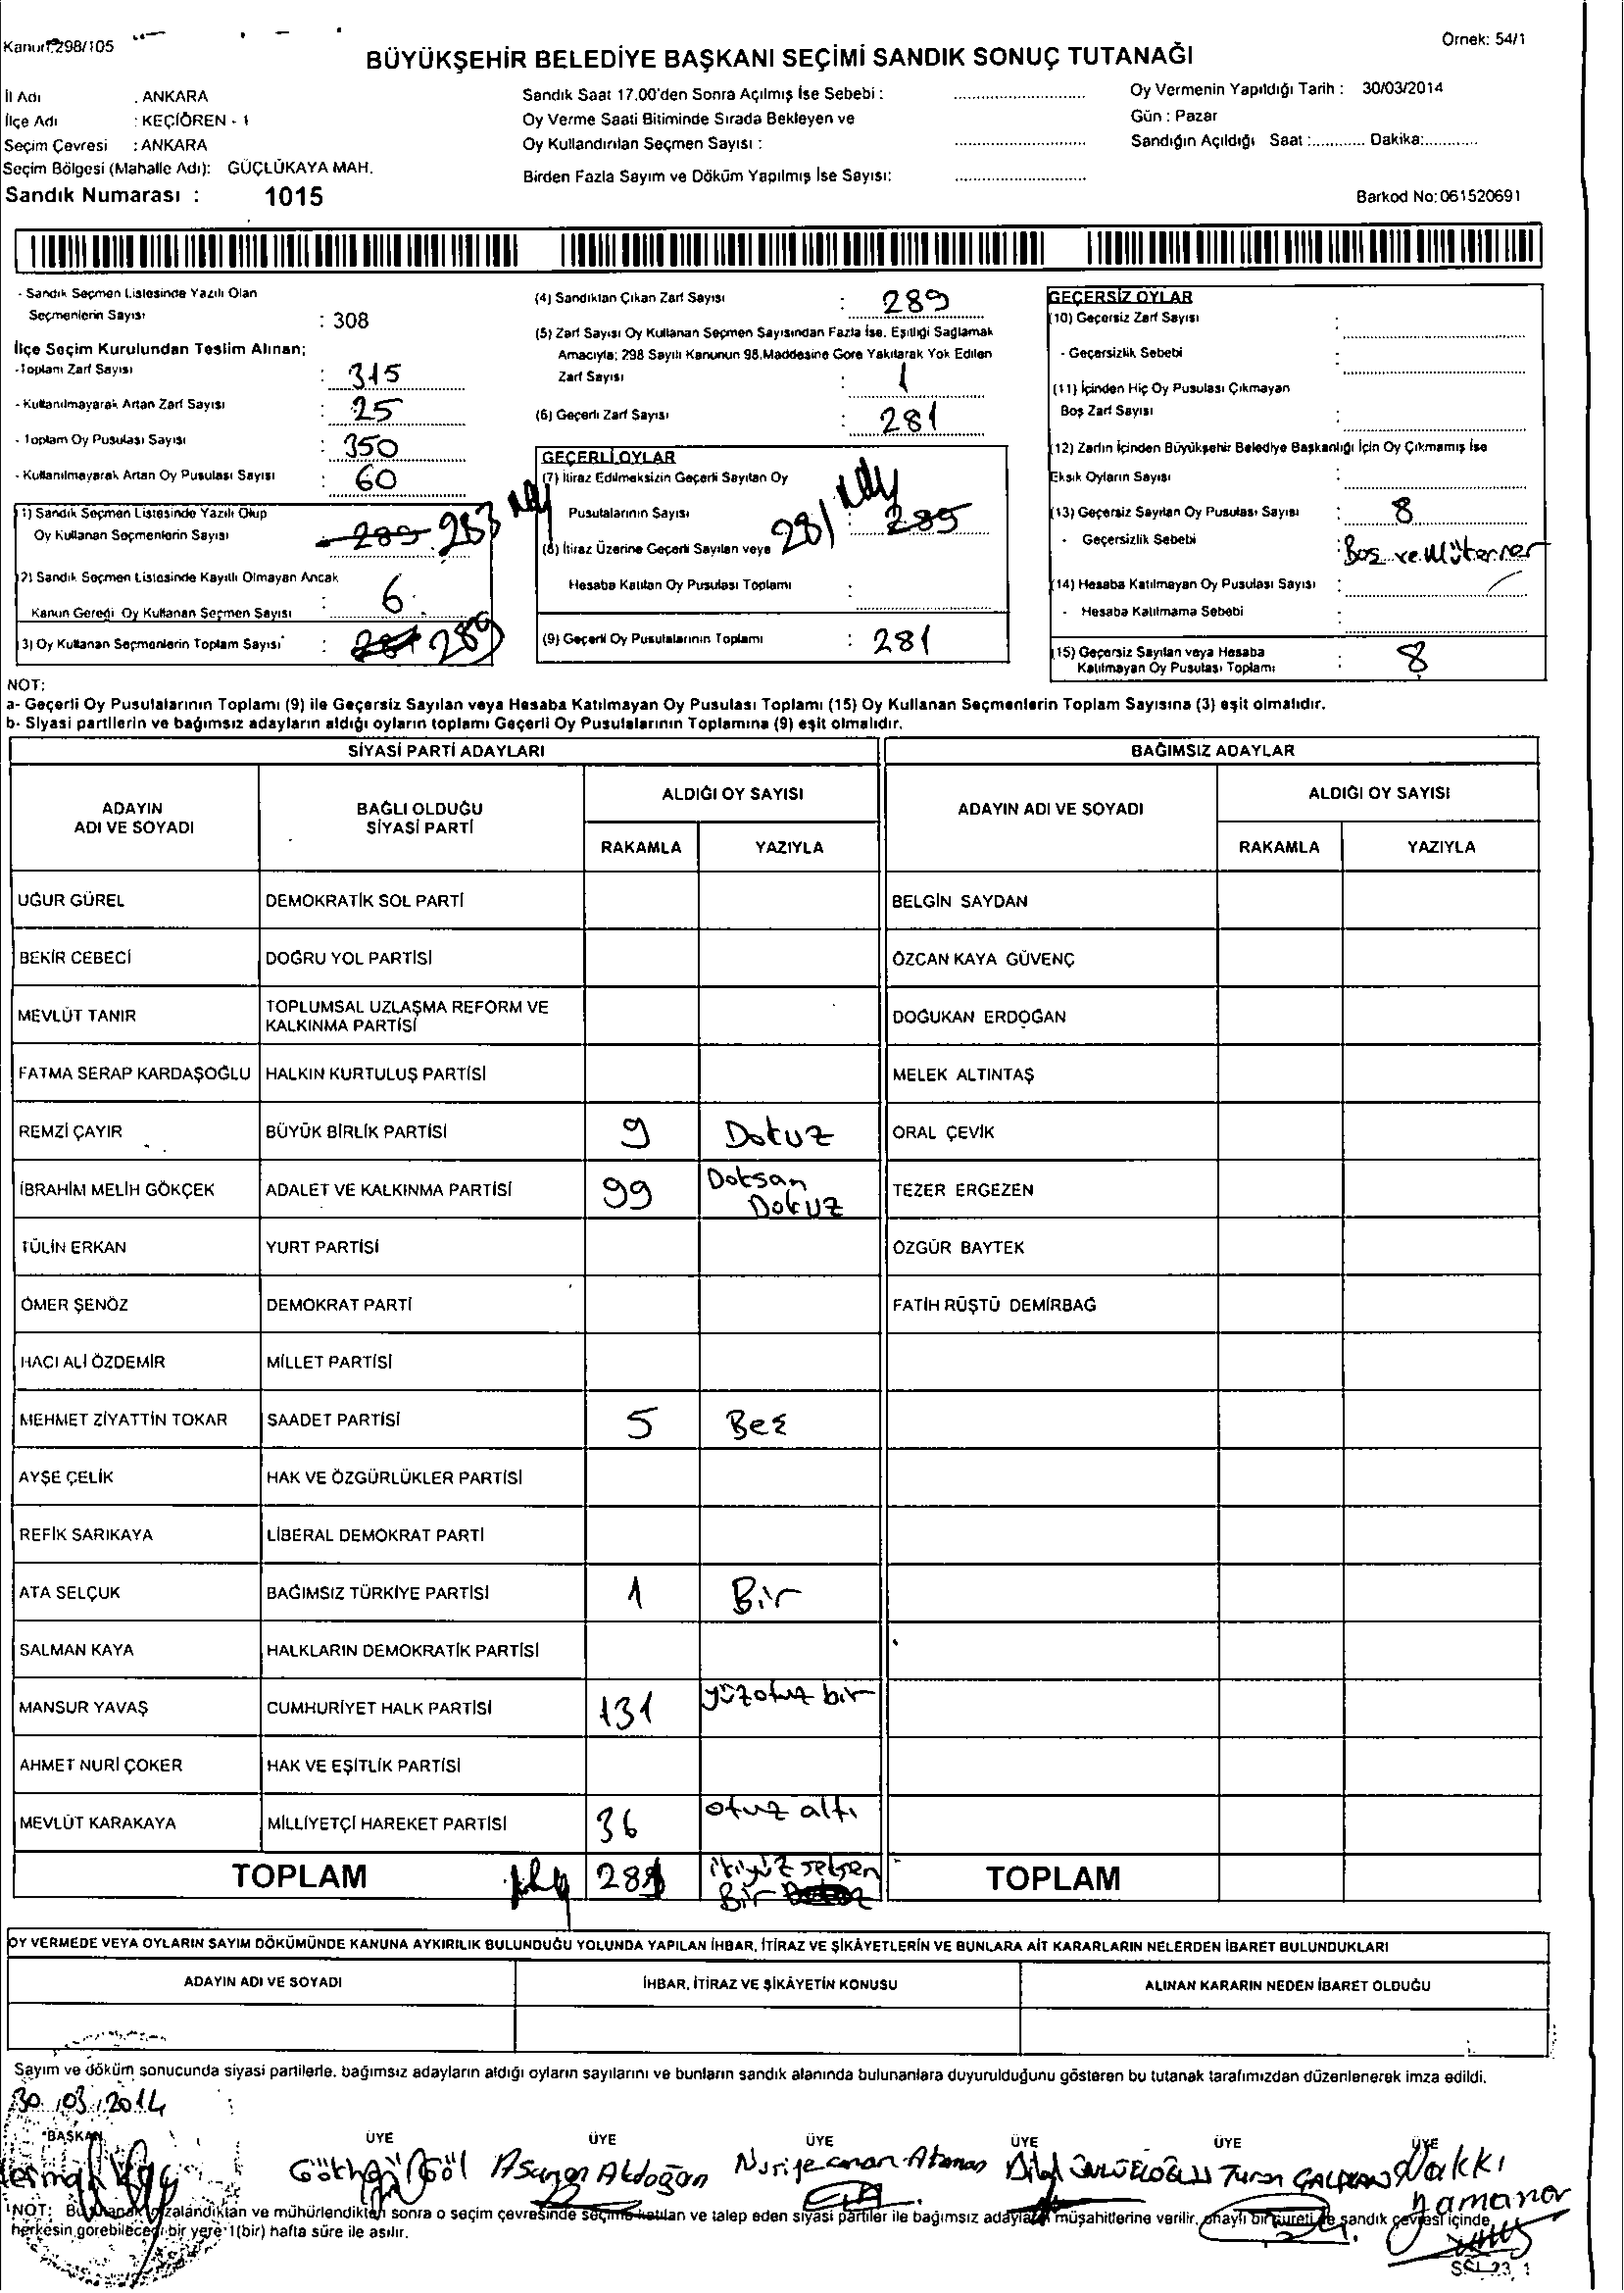 Kanun:298/105
Örnek: 54/1
BÜYÜKŞEHİR BELEDİYE BAŞKANI SEÇİMİ SANDIK SONUÇ TUTANAĞI
İl Adı : ANKARA
İlçe Adı : KEÇİÖREN - 1
Seçim Çevresi : ANKARA
Seçim Bölgesi (Mahalle Adı): GÜÇLÜKAYA MAH.
Sandık Numarası : 1015
Sandık Saat 17.00'den Sonra Açılmış İse Sebebi : ............................
Oy Verme Saati Bitiminde Sırada Bekleyen ve
Oy Kullandırılan Seçmen Sayısı : ............................
Birden Fazla Sayım ve Döküm Yapılmış İse Sayısı: ............................
Oy Vermenin Yapıldığı Tarih : 30/03/2014
Gün : Pazar
Sandığın Açıldığı Saat :............ Dakika:............
Barkod No:061520691
- Sandık Seçmen Listesinde Yazılı Olan
Seçmenlerin Sayısı : 308
İlçe Seçim Kurulundan Teslim Alınan;
-Toplam Zarf Sayısı : 315
- Kullanılmayarak Artan Zarf Sayısı : 25
- Toplam Oy Pusulası Sayısı : 350
- Kullanılmayarak Artan Oy Pusulası Sayısı : 60
1) Sandık Seçmen Listesinde Yazılı Olup
Oy Kullanan Seçmenlerin Sayısı 283
2) Sandık Seçmen Listesinde Kayıtlı Olmayan Ancak
Kanun Gereği Oy Kullanan Seçmen Sayısı : 6
3) Oy Kullanan Seçmenlerin Toplam Sayısı : 289
(4) Sandıktan Çıkan Zarf Sayısı : 289
(5) Zarf Sayısı Oy Kullanan Seçmen Sayısından Fazla İse, Eşitliği Sağlamak
Amacıyla; 298 Sayılı Kanunun 98.Maddesine Göre Yakılarak Yok Edilen
Zarf Sayısı : 1
(6) Geçerli Zarf Sayısı : 281
GEÇERLİ OYLAR
(7) İtiraz Edilmeksizin Geçerli Sayılan Oy
Pusulalarının Sayısı 281 : 289
(8) İtiraz Üzerine Geçerli Sayılan veya
Hesaba Katılan Oy Pusulası Toplamı :
(9) Geçerli Oy Pusulalarının Toplamı : 281
GEÇERSİZ OYLAR
(10) Geçersiz Zarf Sayısı :
- Geçersizlik Sebebi :
(11) İçinden Hiç Oy Pusulası Çıkmayan
Boş Zarf Sayısı :
(12) Zarfın İçinden Büyükşehir Belediye Başkanlığı İçin Oy Çıkmamış İse
Eksik Oyların Sayısı :
(13) Geçersiz Sayılan Oy Pusulası Sayısı : 8
- Geçersizlik Sebebi : Boş ve
(14) Hesaba Katılmayan Oy Pusulası Sayısı :
- Hesaba Katılmama Sebebi :
(15) Geçersiz Sayılan veya Hesaba
Katılmayan Oy Pusulası Toplamı : 8
NOT:
a- Geçerli Oy Pusulalarının Toplamı (9) ile Geçersiz Sayılan veya Hesaba Katılmayan Oy Pusulası Toplamı (15) Oy Kullanan Seçmenlerin Toplam Sayısına (3) eşit olmalıdır.
b- Siyasi partilerin ve bağımsız adayların aldığı oyların toplamı Geçerli Oy Pusulalarının Toplamına (9) eşit olmalıdır.
SİYASİ PARTİ ADAYLARI
BAĞIMSIZ ADAYLAR
ADAYIN ADI VE SOYADI
BAĞLI OLDUĞU SİYASİ PARTİ
ALDIĞI OY SAYISI
RAKAMLA YAZIYLA
ADAYIN ADI VE SOYADI
ALDIĞI OY SAYISI
RAKAMLA YAZIYLA
UĞUR GÜREL DEMOKRATİK SOL PARTİ BELGİN SAYDAN
BEKİR CEBECİ DOĞRU YOL PARTİSİ ÖZCAN KAYA GÜVENÇ
MEVLÜT TANIR TOPLUMSAL UZLAŞMA REFORM VE KALKINMA PARTİSİ DOĞUKAN ERDOĞAN
FATMA SERAP KARDAŞOĞLU HALKIN KURTULUŞ PARTİSİ MELEK ALTINTAŞ
REMZİ ÇAYIR BÜYÜK BİRLİK PARTİSİ 9 Dokuz ORAL ÇEVİK
İBRAHİM MELİH GÖKÇEK ADALET VE KALKINMA PARTİSİ 99 Doksan Dokuz TEZER ERGEZEN
TÜLİN ERKAN YURT PARTİSİ ÖZGÜR BAYTEK
ÖMER ŞENÖZ DEMOKRAT PARTİ FATİH RÜŞTÜ DEMİRBAĞ
HACI ALİ ÖZDEMİR MİLLET PARTİSİ
MEHMET ZİYATTİN TOKAR SAADET PARTİSİ 5 Beş
AYŞE ÇELİK HAK VE ÖZGÜRLÜKLER PARTİSİ
REFİK SARIKAYA LİBERAL DEMOKRAT PARTİ
ATA SELÇUK BAĞIMSIZ TÜRKİYE PARTİSİ 1 Bir
SALMAN KAYA HALKLARIN DEMOKRATİK PARTİSİ
MANSUR YAVAŞ CUMHURİYET HALK PARTİSİ 131 yüzotuz bir
AHMET NURİ ÇOKER HAK VE EŞİTLİK PARTİSİ
MEVLÜT KARAKAYA MİLLİYETÇİ HAREKET PARTİSİ 36 otuz altı
TOPLAM 281 ikiyüz seksen Bir TOPLAM
OY VERMEDE VEYA OYLARIN SAYIM DÖKÜMÜNDE KANUNA AYKIRILIK BULUNDUĞU YOLUNDA YAPILAN İHBAR, İTİRAZ VE ŞİKÂYETLERİN VE BUNLARA AİT KARARLARIN NELERDEN İBARET BULUNDUKLARI
ADAYIN ADI VE SOYADI İHBAR, İTİRAZ VE ŞİKÂYETİN KONUSU ALINAN KARARIN NEDEN İBARET OLDUĞU
Sayım ve döküm sonucunda siyasi partilerle, bağımsız adayların aldığı oyların sayılarını ve bunların sandık alanında bulunanlara duyurulduğunu gösteren bu tutanak tarafımızdan düzenlenerek imza edildi.
30.03.2014
BAŞKAN ÜYE ÜYE ÜYE ÜYE ÜYE ÜYE
Gökhan Göl Asuman Akdoğan Nuriye Hakkı
Yamaner
NOT: Bu tutanak imzalandıktan ve mühürlendikten sonra o seçim çevresinde seçime katılan ve talep eden siyasi partiler ile bağımsız adayların müşahitlerine verilir, onaylı bir sureti de sandık çevresi içinde,
herkesin görebileceği bir yere 1(bir) hafta süre ile asılır.